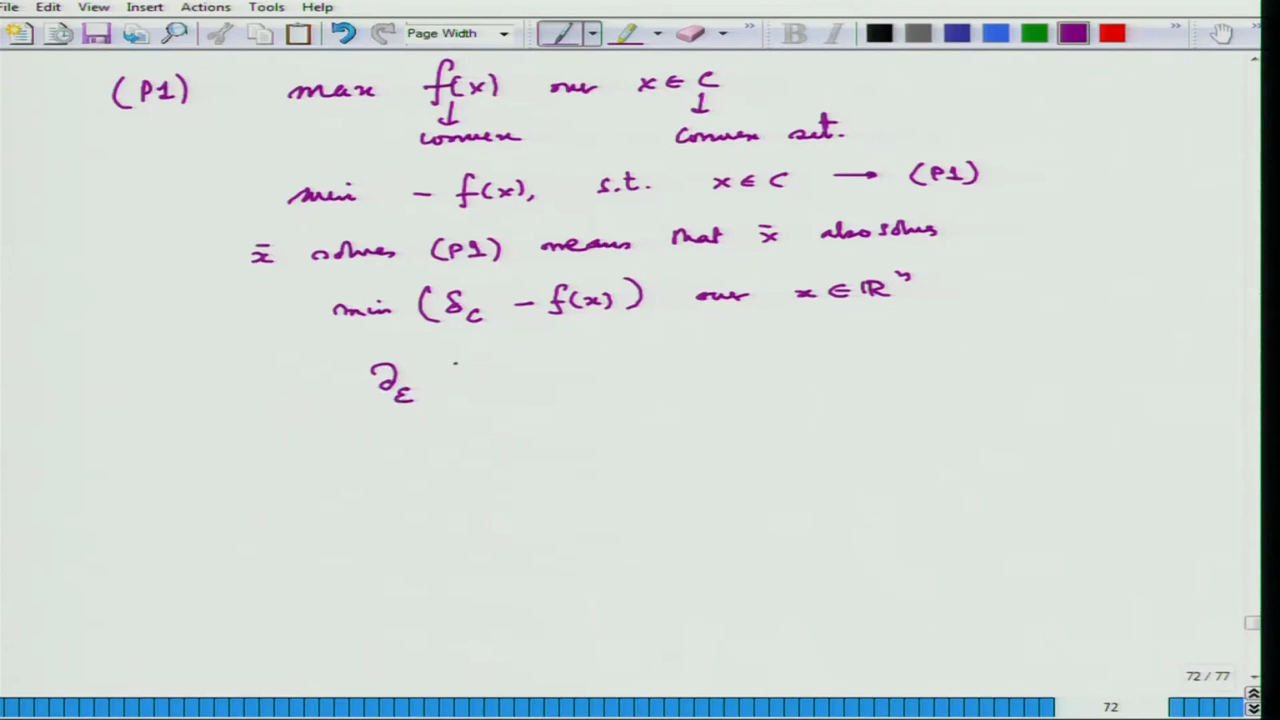 File Edit View Insert Actions Tools Help
Page Width
B I
(P1) max f(x) over x ∈ C
↓ ↓
convex convex set.
min - f(x), s.t. x ∈ C → (P1)
x̄ solves (P1) means that x̄ also solves
min (δ_C - f(x)) over x ∈ ℝⁿ
∂_ε
72 / 77
72